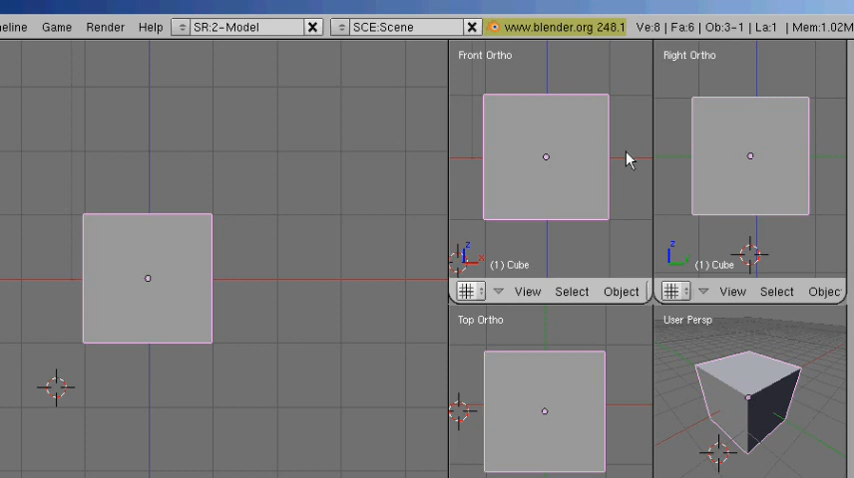 neline Game Render Help SR:2-Model SCE:Scene www.blender.org 248.1 Ve:8 | Fa:6 | Ob:3-1 | La:1 | Mem:1.02M
Front Ortho Right Ortho
z x (1) Cube z y (1) Cube
View Select Object View Select Objec
Top Ortho User Persp